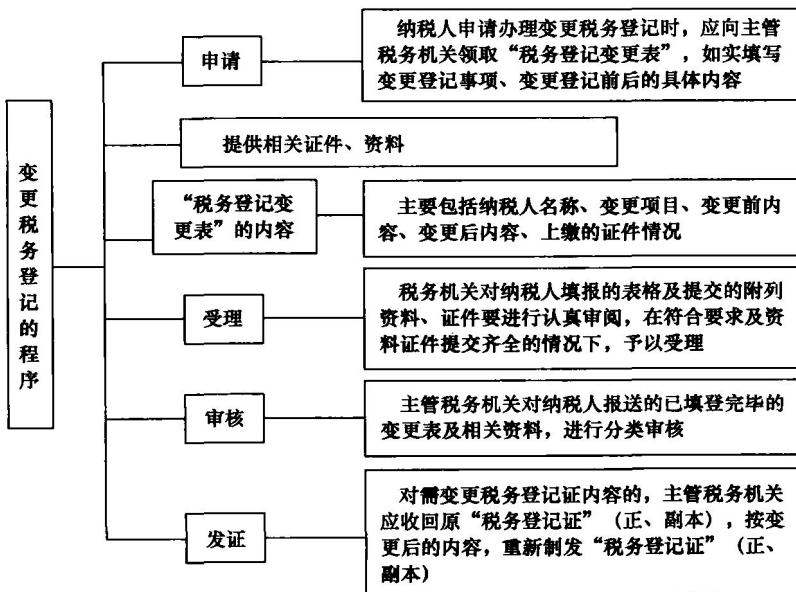 变更税务登记的程序
申请
纳税人申请办理变更税务登记时，应向主管
税务机关领取“税务登记变更表”，如实填写
变更登记事项、变更登记前后的具体内容
提供相关证件、资料
“税务登记变
更表”的内容
主要包括纳税人名称、变更项目、变更前内
容、变更后内容、上缴的证件情况
受理
税务机关对纳税人填报的表格及提交的附列
资料、证件要进行认真审阅，在符合要求及资
料证件提交齐全的情况下，予以受理
审核
主管税务机关对纳税人报送的已填登完毕的
变更表及相关资料，进行分类审核
发证
对需变更税务登记证内容的，主管税务机关
应收回原“税务登记证”（正、副本），按变
更后的内容，重新制发“税务登记证”（正、
副本）